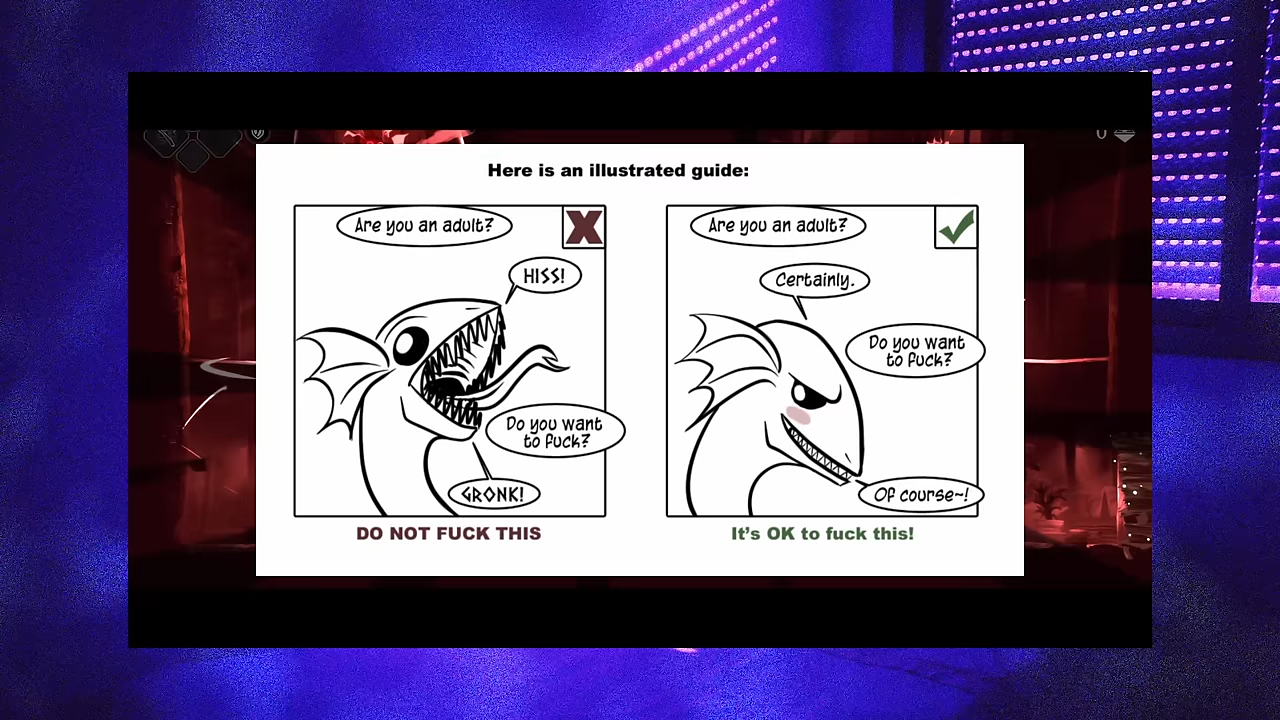 Here is an illustrated guide:
Are you an adult?
X
HISS!
Do you want
to fuck?
GRONK!
DO NOT FUCK THIS
Are you an adult?
Certainly.
Do you want
to fuck?
Of course~!
It's OK to fuck this!
0